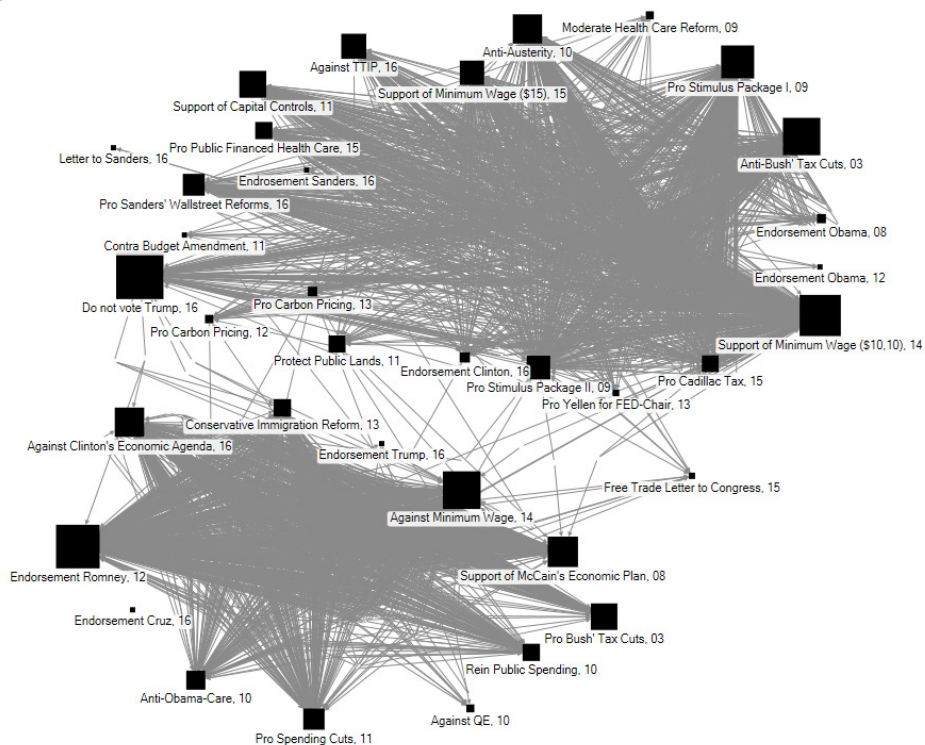 Moderate Health Care Reform, 09
Anti-Austerity, 10
Against TTIP, 16
Pro Stimulus Package I, 09
Support of Minimum Wage ($15), 15
Support of Capital Controls, 11
Pro Public Financed Health Care, 15
Letter to Sanders, 16
Anti-Bush' Tax Cuts, 03
Endrosement Sanders, 16
Pro Sanders' Wallstreet Reforms, 16
Endorsement Obama, 08
Contra Budget Amendment, 11
Endorsement Obama, 12
Do not vote Trump, 16
Pro Carbon Pricing, 13
Pro Carbon Pricing, 12
Support of Minimum Wage ($10,10), 14
Protect Public Lands, 11
Endorsement Clinton, 16
Pro Cadillac Tax, 15
Pro Stimulus Package II, 09
Pro Yellen for FED-Chair, 13
Conservative Immigration Reform, 13
Against Clinton's Economic Agenda, 16
Endorsement Trump, 16
Free Trade Letter to Congress, 15
Against Minimum Wage, 14
Endorsement Romney, 12
Support of McCain's Economic Plan, 08
Endorsement Cruz, 16
Pro Bush' Tax Cuts, 03
Rein Public Spending, 10
Anti-Obama-Care, 10
Against QE, 10
Pro Spending Cuts, 11